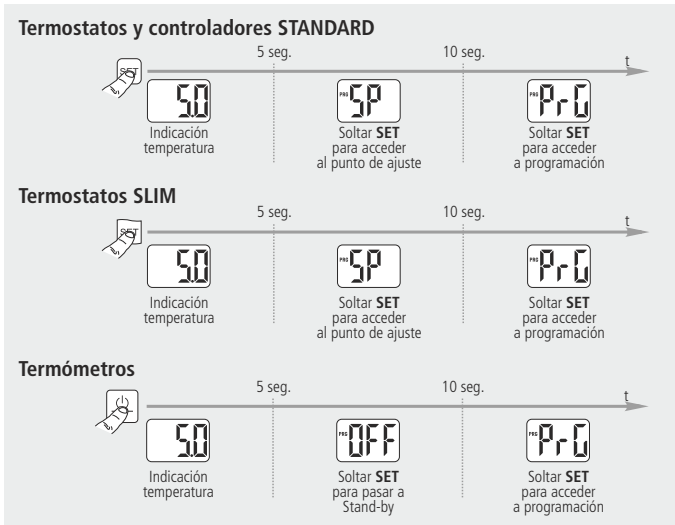 Termostatos y controladores STANDARD
5 seg.
10 seg.
t
SET
5.0
PRG SP
PRG PrG
Indicación
temperatura
Soltar SET
para acceder
al punto de ajuste
Soltar SET
para acceder
a programación
Termostatos SLIM
5 seg.
10 seg.
t
SET
5.0
PRG SP
PRG PrG
Indicación
temperatura
Soltar SET
para acceder
al punto de ajuste
Soltar SET
para acceder
a programación
Termómetros
5 seg.
10 seg.
t
5.0
PRG OFF
PRG PrG
Indicación
temperatura
Soltar SET
para pasar a
Stand-by
Soltar SET
para acceder
a programación